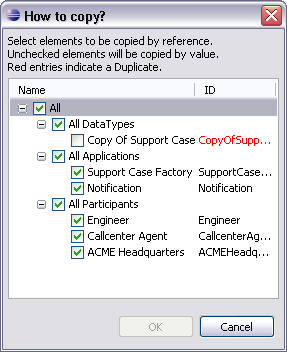 How to copy?
Select elements to be copied by reference.
Unchecked elements will be copied by value.
Red entries indicate a Duplicate.
Name ID
All
All DataTypes
Copy Of Support Case CopyOfSupp...
All Applications
Support Case Factory SupportCase...
Notification Notification
All Participants
Engineer Engineer
Callcenter Agent CallcenterAg...
ACME Headquarters ACMEHeadq...
OK Cancel